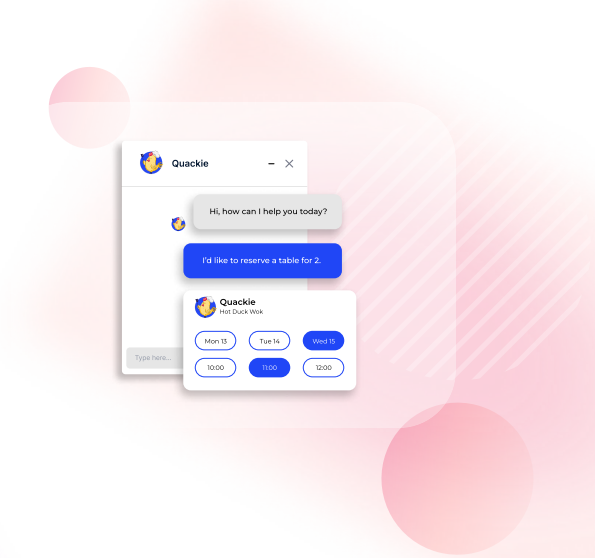 Quackie
Hi, how can I help you today?
I'd like to reserve a table for 2.
Quackie
Hot Duck Wok
Mon 13 Tue 14 Wed 15
10:00 11:00 12:00
Type here...